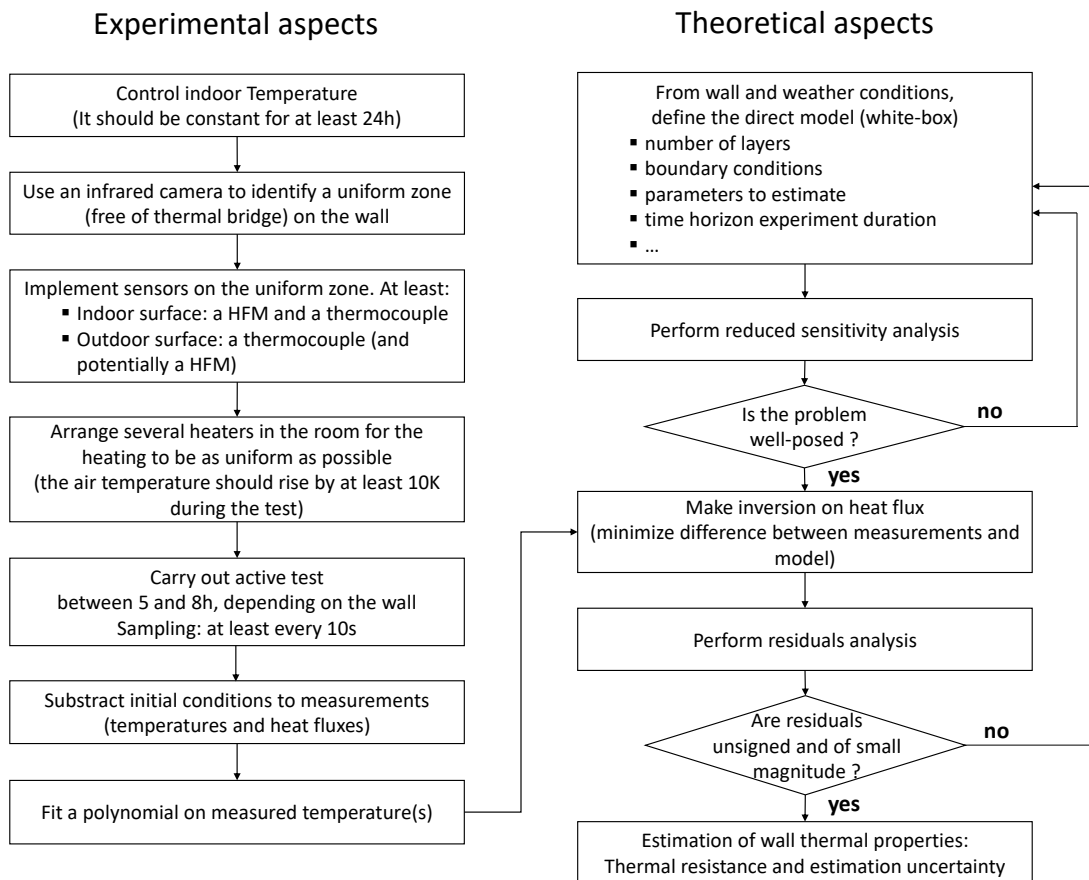 Experimental aspects
Control indoor Temperature
(It should be constant for at least 24h)
Use an infrared camera to identify a uniform zone
(free of thermal bridge) on the wall
Implement sensors on the uniform zone. At least:
▪ Indoor surface: a HFM and a thermocouple
▪ Outdoor surface: a thermocouple (and
potentially a HFM)
Arrange several heaters in the room for the
heating to be as uniform as possible
(the air temperature should rise by at least 10K
during the test)
Carry out active test
between 5 and 8h, depending on the wall
Sampling: at least every 10s
Substract initial conditions to measurements
(temperatures and heat fluxes)
Fit a polynomial on measured temperature(s)
Theoretical aspects
From wall and weather conditions,
define the direct model (white-box)
▪ number of layers
▪ boundary conditions
▪ parameters to estimate
▪ time horizon experiment duration
▪ ...
Perform reduced sensitivity analysis
Is the problem
well-posed ?
no
yes
Make inversion on heat flux
(minimize difference between measurements and
model)
Perform residuals analysis
Are residuals
unsigned and of small
magnitude ?
no
yes
Estimation of wall thermal properties:
Thermal resistance and estimation uncertainty